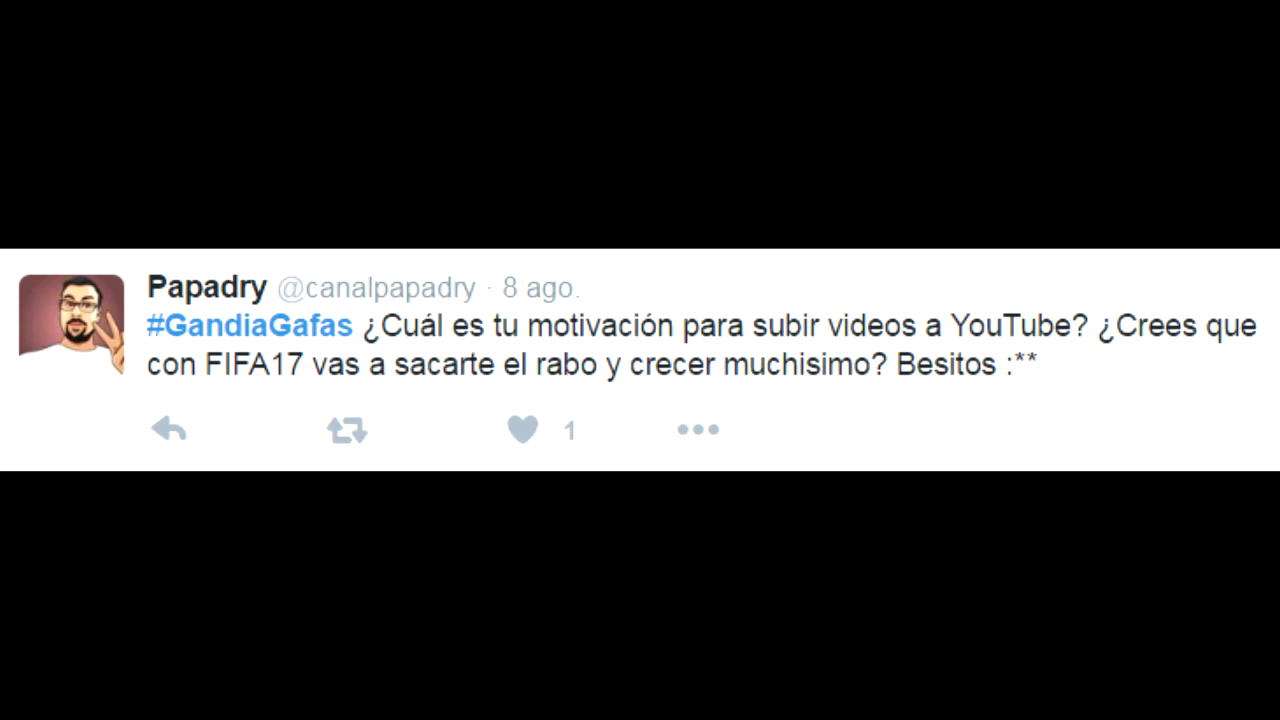 Papadry @canalpapadry · 8 ago.
#GandiaGafas ¿Cuál es tu motivación para subir videos a YouTube? ¿Crees que
con FIFA17 vas a sacarte el rabo y crecer muchisimo? Besitos :**
1